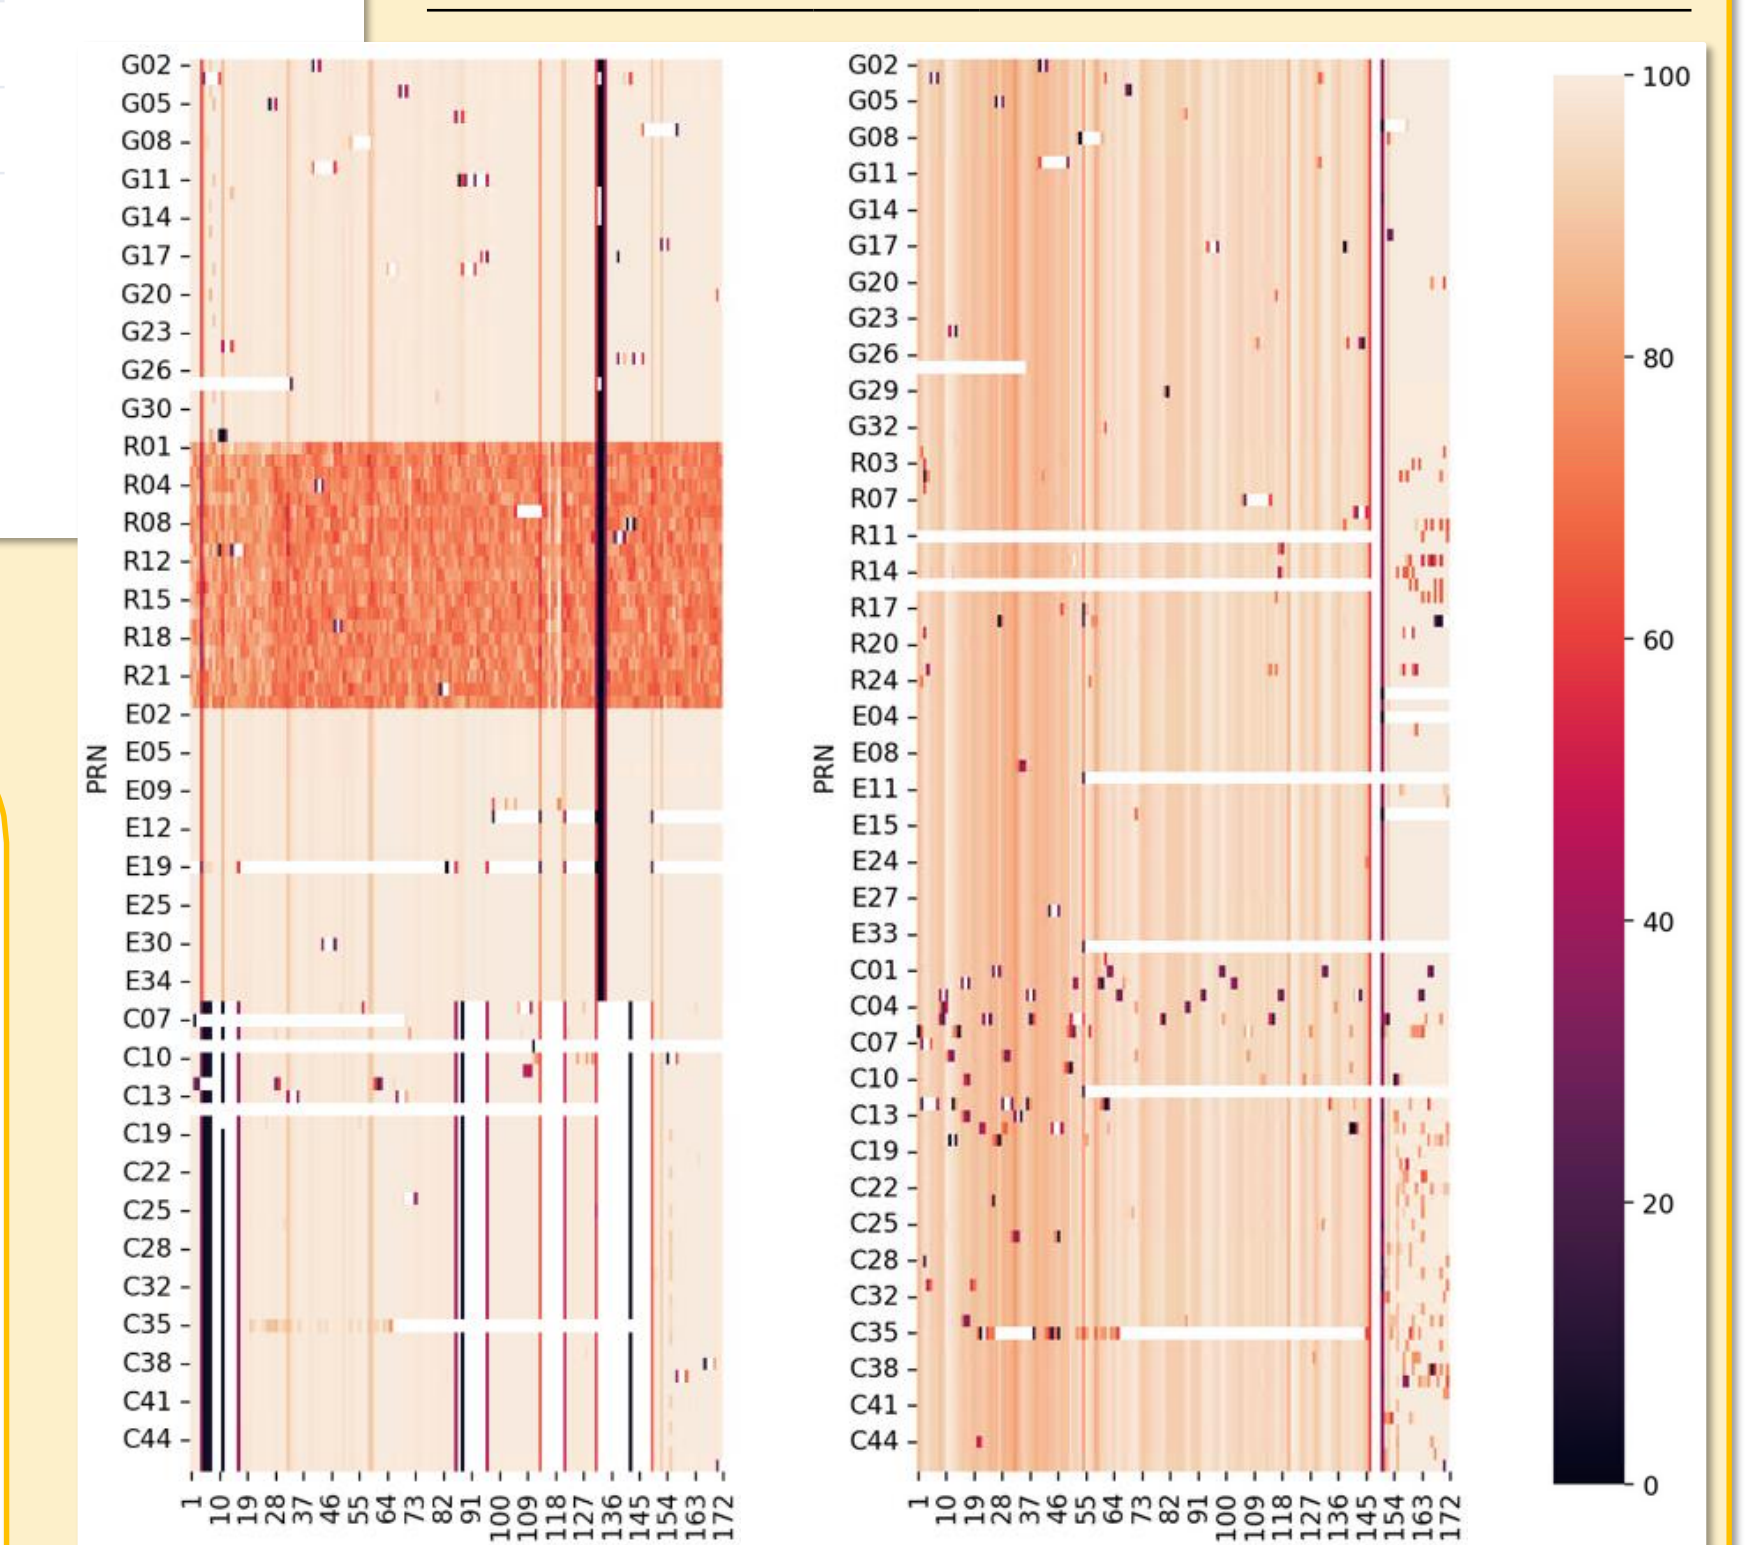 G02
G05
G08
G11
G14
G17
G20
G23
G26
G30
R01
R04
R08
R12
R15
R18
R21
E02
E05
E09
E12
E19
E25
E30
E34
C07
C10
C13
C19
C22
C25
C28
C32
C35
C38
C41
C44
PRN
1 10 19 28 37 46 55 64 73 82 91 100 109 118 127 136 145 154 163 172
G02
G05
G08
G11
G14
G17
G20
G23
G26
G29
G32
R03
R07
R11
R14
R17
R20
R24
E04
E08
E11
E15
E24
E27
E33
C01
C04
C07
C10
C13
C19
C22
C25
C28
C32
C35
C38
C41
C44
PRN
1 10 19 28 37 46 55 64 73 82 91 100 109 118 127 136 145 154 163 172
100
80
60
40
20
0